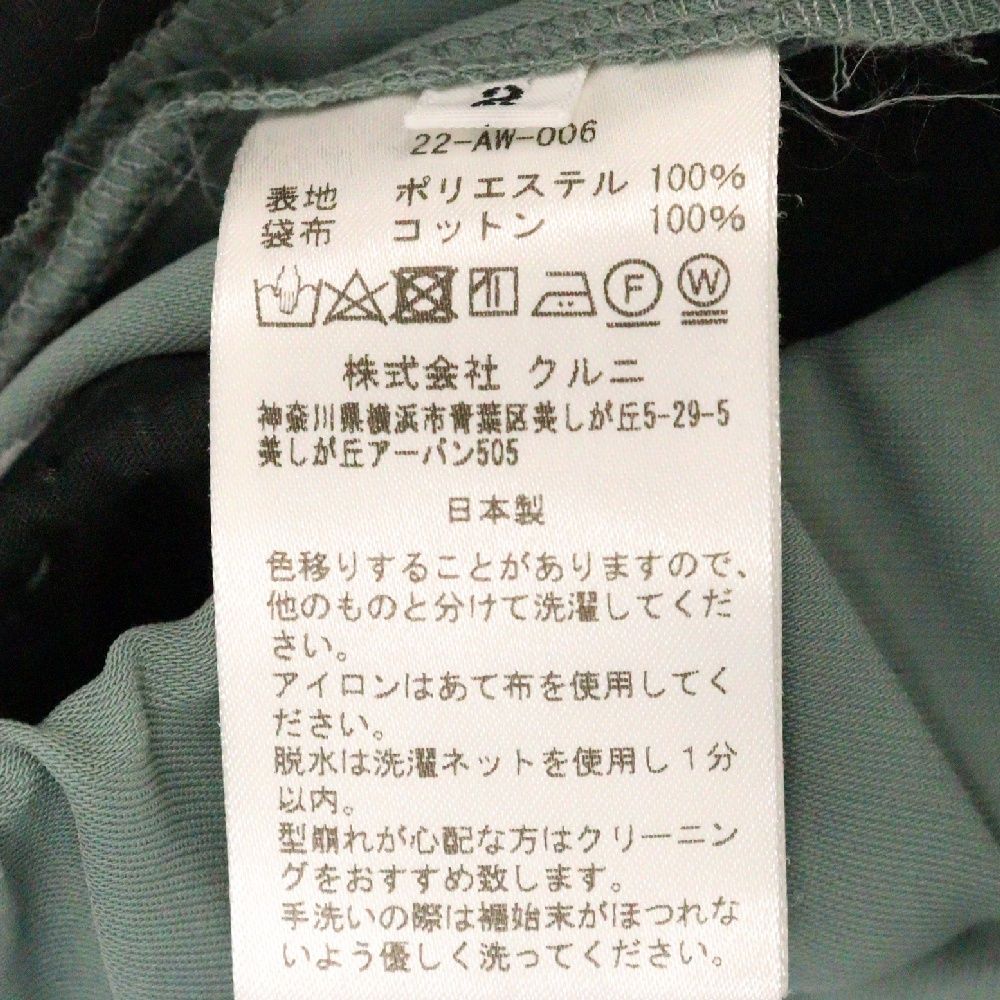 2
22-AW-006
表地 ポリエステル 100%
袋布 コットン 100%
F W
株式会社 クルニ
神奈川県横浜市青葉区美しが丘5-29-5
美しが丘アーバン505
日本製
色移りすることがありますので、
他のものと分けて洗濯してくだ
さい。
アイロンはあて布を使用してく
ださい。
脱水は洗濯ネットを使用し1分
以内。
型崩れが心配な方はクリーニン
グをおすすめ致します。
手洗いの際は裾始末がほつれな
いよう優しく洗ってください。